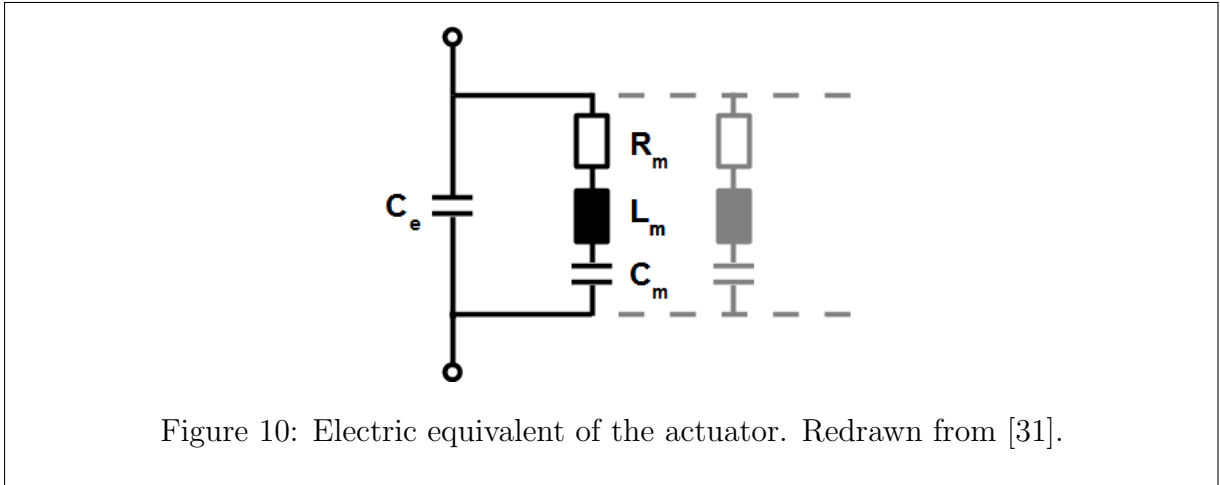 R_m
C_e
L_m
C_m
Figure 10: Electric equivalent of the actuator. Redrawn from [31].